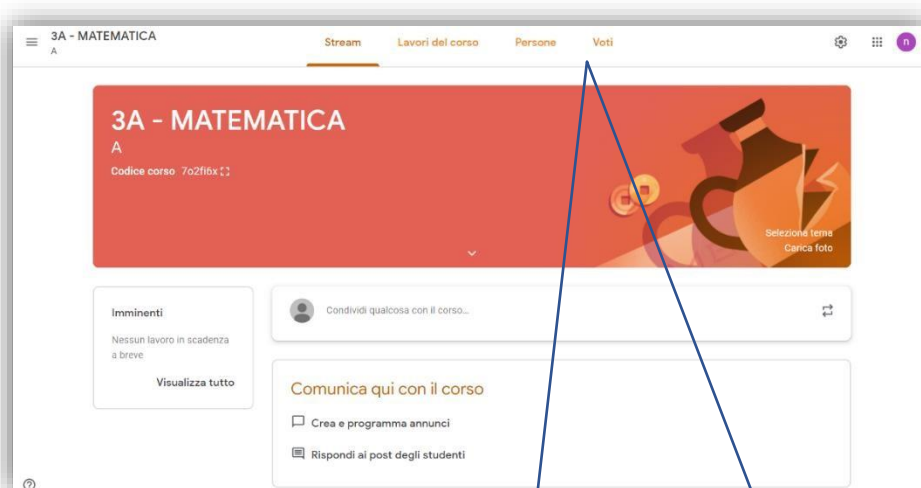 3A - MATEMATICA
A
Stream Lavori del corso Persone Voti
n
3A - MATEMATICA
A
Codice corso 7o2fi6x
Seleziona tema
Carica foto
Imminenti
Nessun lavoro in scadenza
a breve
Visualizza tutto
Condividi qualcosa con il corso...
Comunica qui con il corso
Crea e programma annunci
Rispondi ai post degli studenti